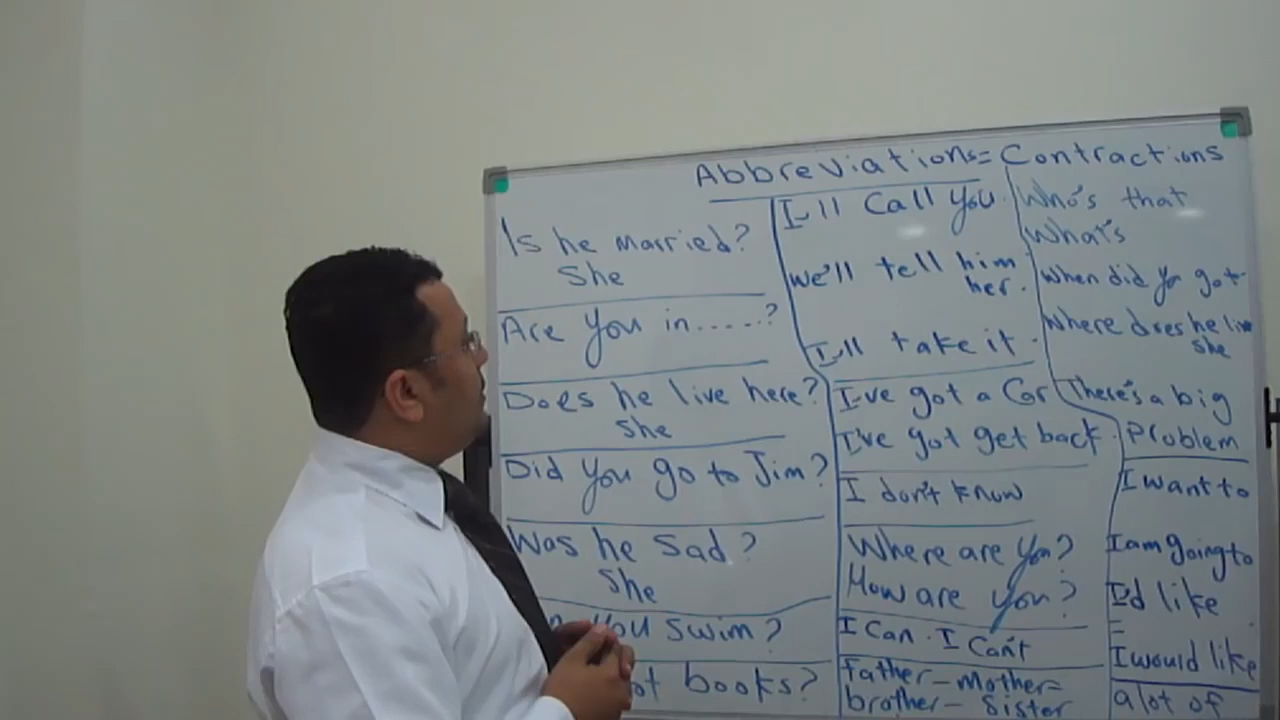 Abbreviations = Contractions
Is he married?
She
Are you in......?
Does he live here?
She
Did you go to Jim?
Was he Sad?
She
you swim?
books?
I'll Call you.
we'll tell him.
her.
I'll take it.
I've got a Car
I've got get back.
I don't know
Where are you?
How are you?
I Can. I Can't
father - Mother =
brother - Sister
Who's that
What's
When did you got
Where does he live
she
There's a big
Problem
I want to
I am going to
I'd like
=
I would like
a lot of